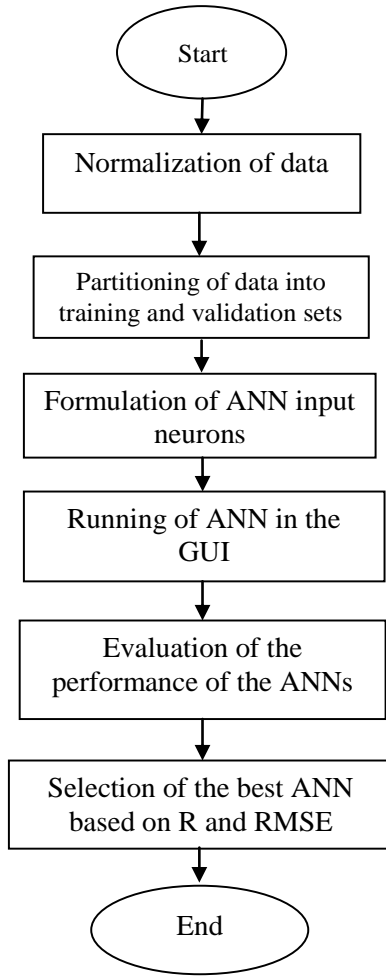 Start
Normalization of data
Partitioning of data into
training and validation sets
Formulation of ANN input
neurons
Running of ANN in the
GUI
Evaluation of the
performance of the ANNs
Selection of the best ANN
based on R and RMSE
End